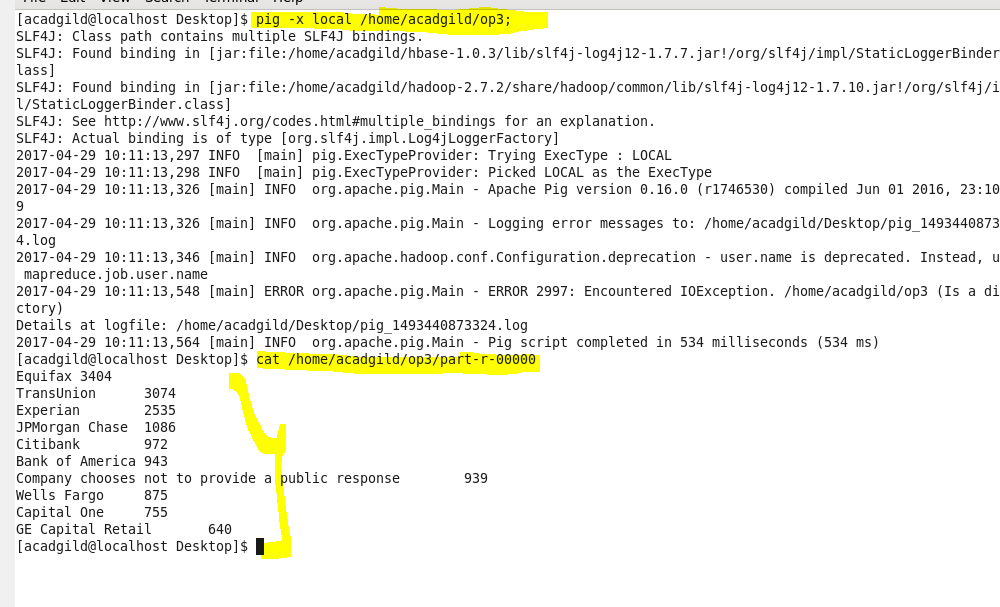 [acadgild@localhost Desktop]$ pig -x local /home/acadgild/op3;
SLF4J: Class path contains multiple SLF4J bindings.
SLF4J: Found binding in [jar:file:/home/acadgild/hbase-1.0.3/lib/slf4j-log4j12-1.7.7.jar!/org/slf4j/impl/StaticLoggerBinder
lass]
SLF4J: Found binding in [jar:file:/home/acadgild/hadoop-2.7.2/share/hadoop/common/lib/slf4j-log4j12-1.7.10.jar!/org/slf4j/i
l/StaticLoggerBinder.class]
SLF4J: See http://www.slf4j.org/codes.html#multiple_bindings for an explanation.
SLF4J: Actual binding is of type [org.slf4j.impl.Log4jLoggerFactory]
2017-04-29 10:11:13,297 INFO  [main] pig.ExecTypeProvider: Trying ExecType : LOCAL
2017-04-29 10:11:13,298 INFO  [main] pig.ExecTypeProvider: Picked LOCAL as the ExecType
2017-04-29 10:11:13,326 [main] INFO  org.apache.pig.Main - Apache Pig version 0.16.0 (r1746530) compiled Jun 01 2016, 23:10
9
2017-04-29 10:11:13,326 [main] INFO  org.apache.pig.Main - Logging error messages to: /home/acadgild/Desktop/pig_1493440873
4.log
2017-04-29 10:11:13,346 [main] INFO  org.apache.hadoop.conf.Configuration.deprecation - user.name is deprecated. Instead, u
 mapreduce.job.user.name
2017-04-29 10:11:13,548 [main] ERROR org.apache.pig.Main - ERROR 2997: Encountered IOException. /home/acadgild/op3 (Is a di
ctory)
Details at logfile: /home/acadgild/Desktop/pig_1493440873324.log
2017-04-29 10:11:13,564 [main] INFO  org.apache.pig.Main - Pig script completed in 534 milliseconds (534 ms)
[acadgild@localhost Desktop]$ cat /home/acadgild/op3/part-r-00000
Equifax 3404
TransUnion      3074
Experian        2535
JPMorgan Chase  1086
Citibank        972
Bank of America 943
Company chooses not to provide a public response        939
Wells Fargo     875
Capital One     755
GE Capital Retail       640
[acadgild@localhost Desktop]$